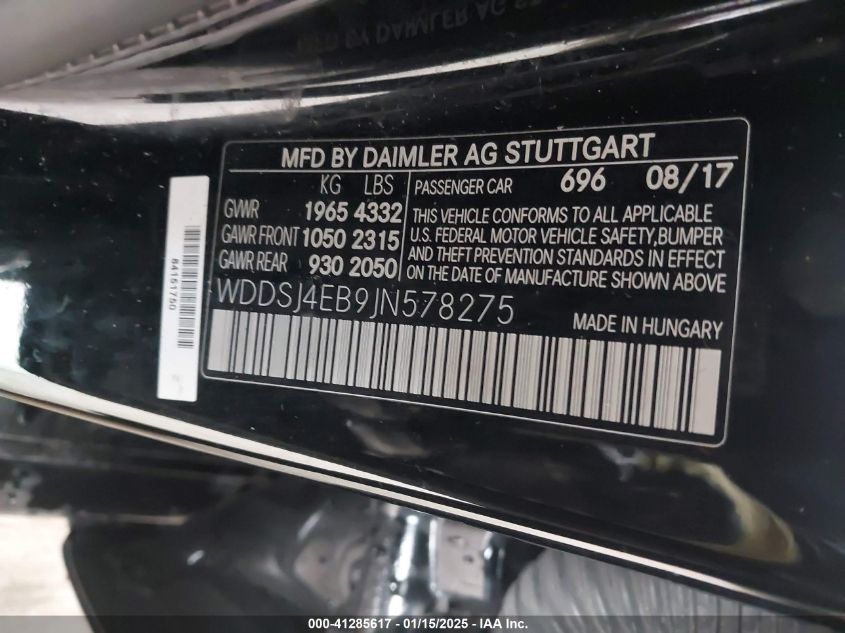 MFD BY DAIMLER AG STUTTGART
KG LBS
GVWR 1965 4332
GAWR FRONT 1050 2315
GAWR REAR 930 2050
PASSENGER CAR 696 08/17
THIS VEHICLE CONFORMS TO ALL APPLICABLE
U.S. FEDERAL MOTOR VEHICLE SAFETY,BUMPER
AND THEFT PREVENTION STANDARDS IN EFFECT
ON THE DATE OF MANUFACTURE SHOWN ABOVE
WDDSJ4EB9JN578275
MADE IN HUNGARY
84151750
000-41285617 - 01/15/2025 - IAA Inc.